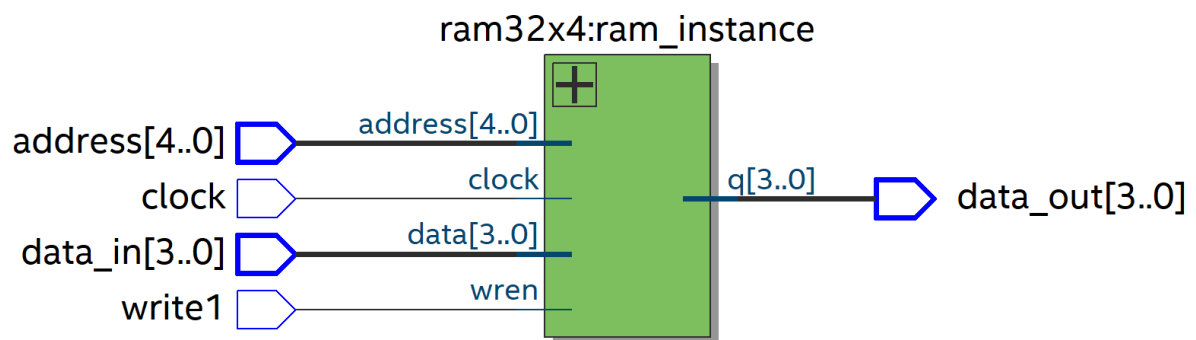 ram32x4:ram_instance
address[4..0]
address[4..0]
clock
clock
q[3..0]
data_out[3..0]
data_in[3..0]
data[3..0]
write1
wren